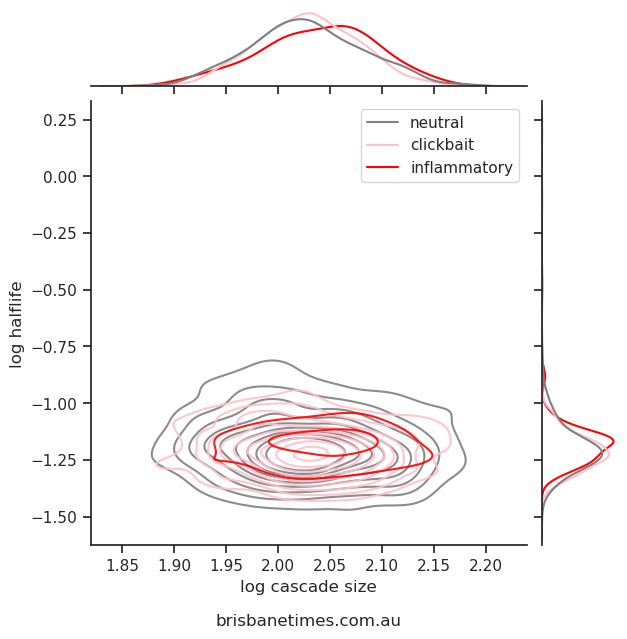 neutral
clickbait
inflammatory
0.25
0.00
−0.25
−0.50
−0.75
−1.00
−1.25
−1.50
log halflife
1.85 1.90 1.95 2.00 2.05 2.10 2.15 2.20
log cascade size
brisbanetimes.com.au